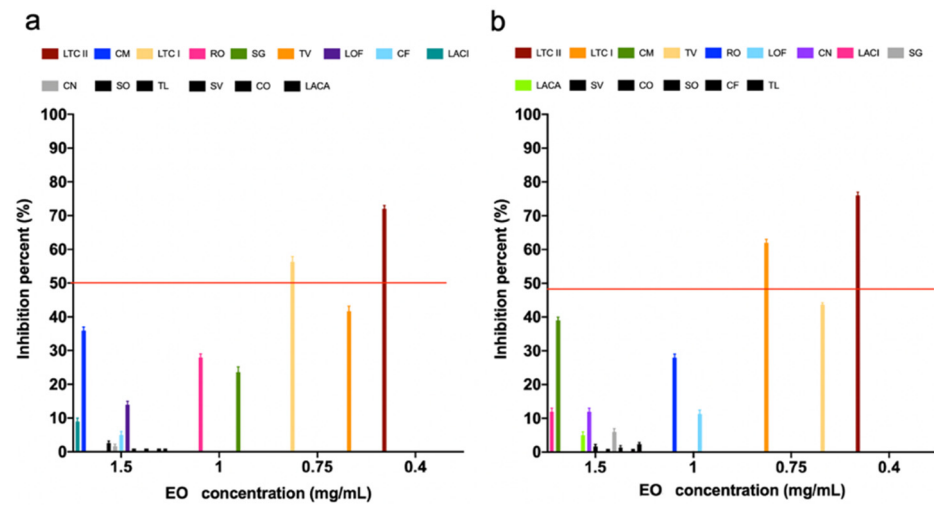 a
LTC II CM LTC I RO SG TV LOF CF LACI
CN SO TL SV CO LACA
100
90
80
70
60
50
40
30
20
10
0
Inhibition percent (%)
1.5 1 0.75 0.4
EO concentration (mg/mL)
b
LTC II LTC I CM TV RO LOF CN LACI SG
LACA SV CO SO CF TL
100
90
80
70
60
50
40
30
20
10
0
Inhibition percent (%)
1.5 1 0.75 0.4
EO concentration (mg/mL)